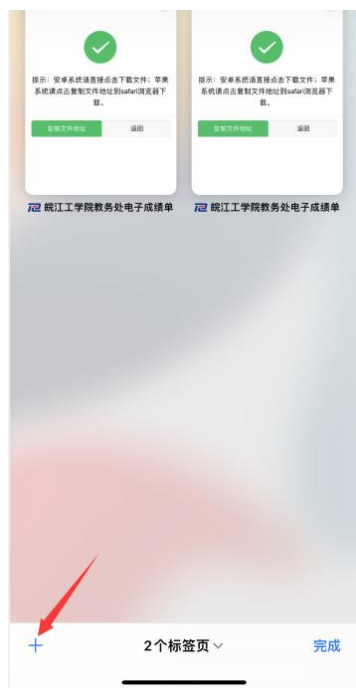 提示：安卓系统请直接点击下载文件；苹果
系统请点击复制文件地址到safari浏览器下
载。
复制文件地址 返回
皖江工学院教务处电子成绩单
提示：安卓系统请直接点击下载文件；苹果
系统请点击复制文件地址到safari浏览器下
载。
复制文件地址 返回
皖江工学院教务处电子成绩单
2个标签页
完成